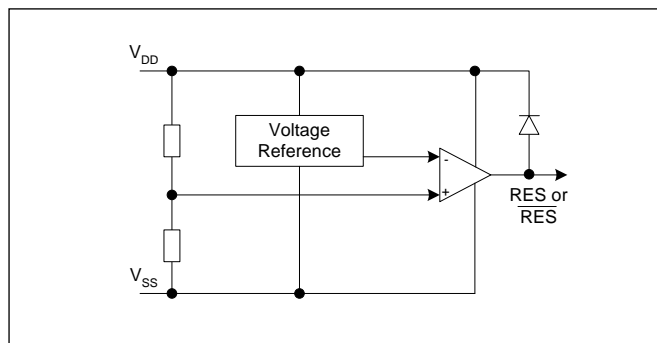 VDD
Voltage
Reference
-
+
RES or
RES
VSS